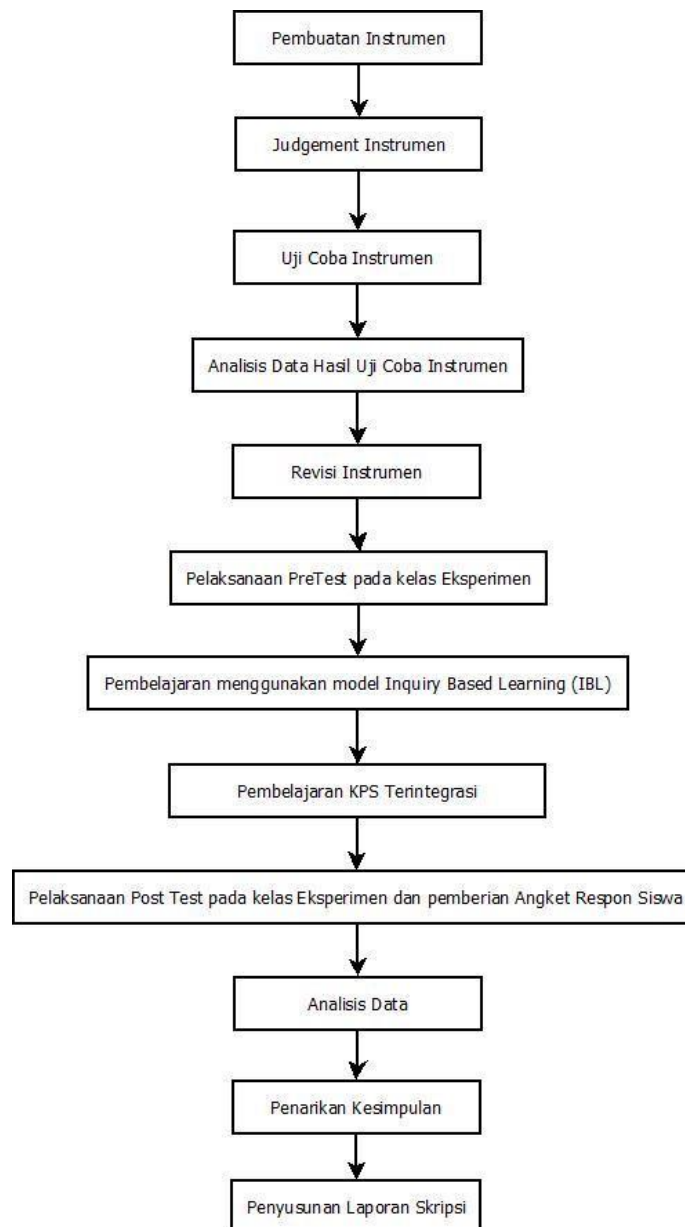 Pembuatan Instrumen
Judgement Instrumen
Uji Coba Instrumen
Analisis Data Hasil Uji Coba Instrumen
Revisi Instrumen
Pelaksanaan PreTest pada kelas Eksperimen
Pembelajaran menggunakan model Inquiry Based Learning (IBL)
Pembelajaran KPS Terintegrasi
Pelaksanaan Post Test pada kelas Eksperimen dan pemberian Angket Respon Siswa
Analisis Data
Penarikan Kesimpulan
Penyusunan Laporan Skripsi